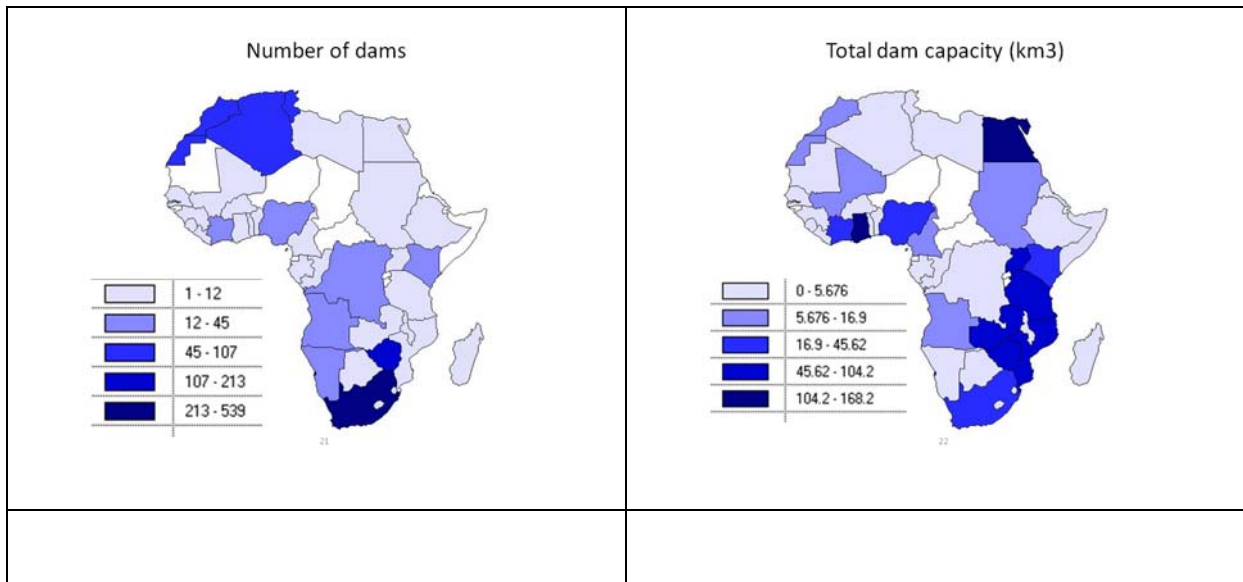 Number of dams
1 - 12
12 - 45
45 - 107
107 - 213
213 - 539
21
Total dam capacity (km3)
0 - 5.676
5.676 - 16.9
16.9 - 45.62
45.62 - 104.2
104.2 - 168.2
22